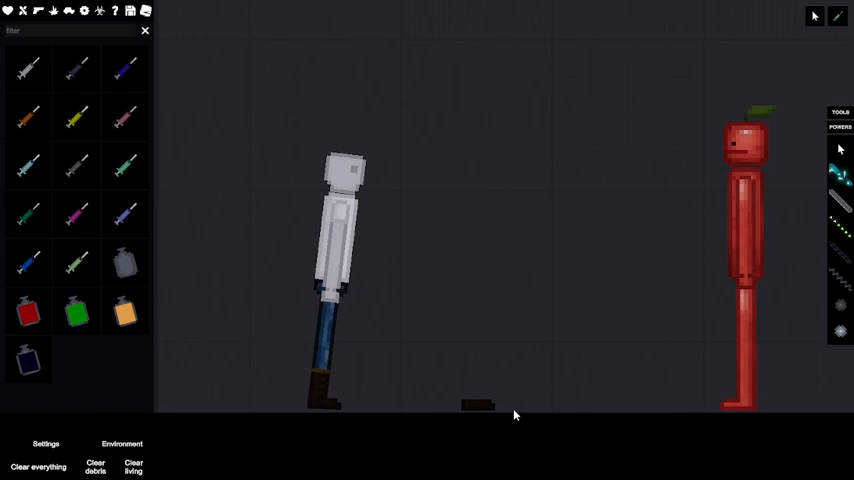 ?
filter
TOOLS
POWERS
Settings
Environment
Clear everything
Clear
debris
Clear
living